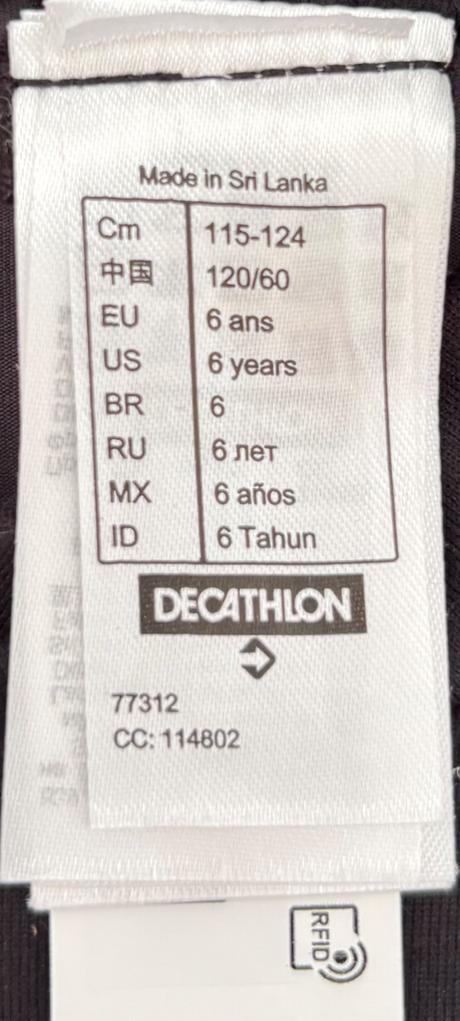 Made in Sri Lanka
Cm 115-124
中国 120/60
EU 6 ans
US 6 years
BR 6
RU 6 лет
MX 6 años
ID 6 Tahun
DECATHLON
77312
CC: 114802
RFID